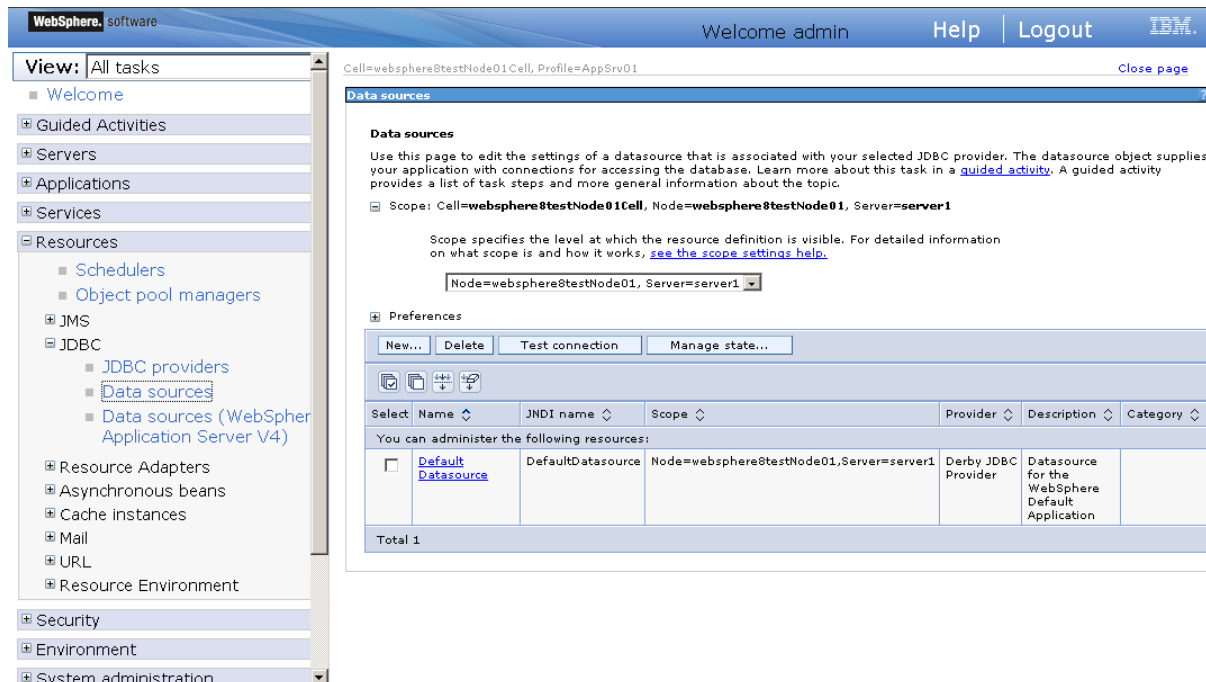 WebSphere. software
Welcome admin
Help
Logout
IBM.
View: All tasks
Welcome
Guided Activities
Servers
Applications
Services
Resources
Schedulers
Object pool managers
JMS
JDBC
JDBC providers
Data sources
Data sources (WebSpher
Application Server V4)
Resource Adapters
Asynchronous beans
Cache instances
Mail
URL
Resource Environment
Security
Environment
System administration
Cell=websphere8testNode01Cell, Profile=AppSrv01
Close page
Data sources
?
Data sources
Use this page to edit the settings of a datasource that is associated with your selected JDBC provider. The datasource object supplies
your application with connections for accessing the database. Learn more about this task in a guided activity. A guided activity
provides a list of task steps and more general information about the topic.
Scope: Cell=websphere8testNode01Cell, Node=websphere8testNode01, Server=server1
Scope specifies the level at which the resource definition is visible. For detailed information
on what scope is and how it works, see the scope settings help.
Node=websphere8testNode01, Server=server1
Preferences
New... Delete Test connection Manage state...
Select Name JNDI name Scope Provider Description Category
You can administer the following resources:
Default
Datasource
DefaultDatasource
Node=websphere8testNode01,Server=server1
Derby JDBC
Provider
Datasource
for the
WebSphere
Default
Application
Total 1